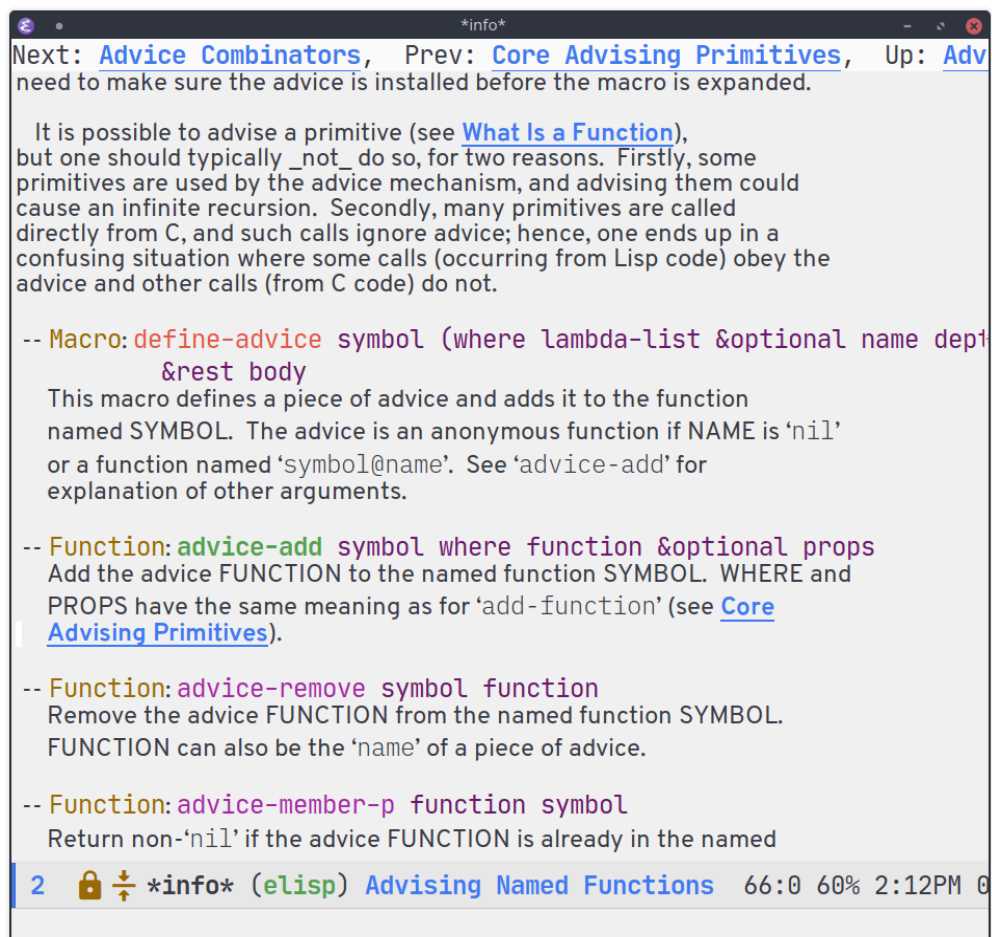 *info*
Next: Advice Combinators,  Prev: Core Advising Primitives,  Up: Adv
need to make sure the advice is installed before the macro is expanded.
It is possible to advise a primitive (see What Is a Function),
but one should typically _not_ do so, for two reasons.  Firstly, some
primitives are used by the advice mechanism, and advising them could
cause an infinite recursion.  Secondly, many primitives are called
directly from C, and such calls ignore advice; hence, one ends up in a
confusing situation where some calls (occurring from Lisp code) obey the
advice and other calls (from C code) do not.
-- Macro: define-advice symbol (where lambda-list &optional name dept
&rest body
This macro defines a piece of advice and adds it to the function
named SYMBOL.  The advice is an anonymous function if NAME is ‘nil’
or a function named ‘symbol@name’.  See ‘advice-add’ for
explanation of other arguments.
-- Function: advice-add symbol where function &optional props
Add the advice FUNCTION to the named function SYMBOL.  WHERE and
PROPS have the same meaning as for ‘add-function’ (see Core
Advising Primitives).
-- Function: advice-remove symbol function
Remove the advice FUNCTION from the named function SYMBOL.
FUNCTION can also be the ‘name’ of a piece of advice.
-- Function: advice-member-p function symbol
Return non-‘nil’ if the advice FUNCTION is already in the named
2 *info* (elisp) Advising Named Functions 66:0 60% 2:12PM 0